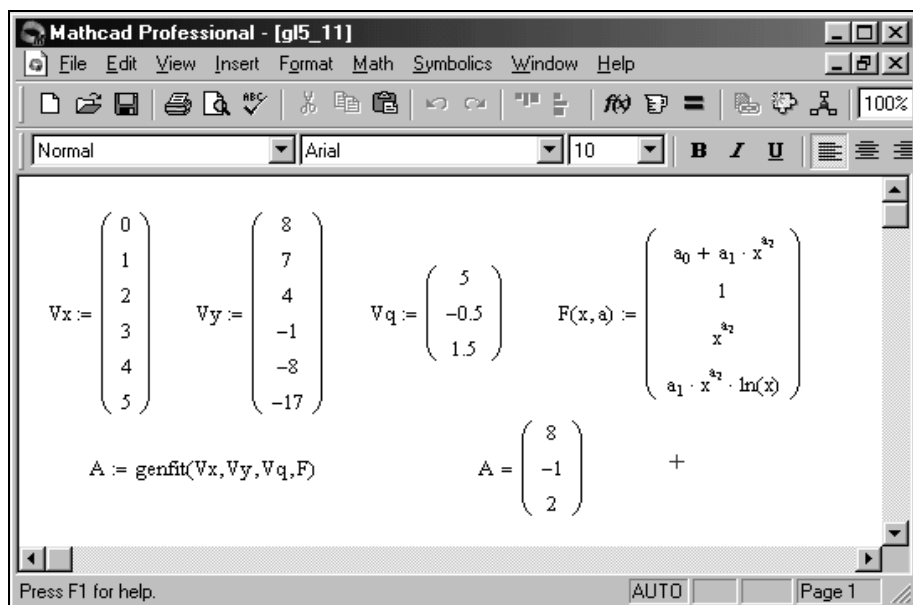 Mathcad Professional - [gl5_11]
File Edit View Insert Format Math Symbolics Window Help
ABC f(x) 100%
Normal Arial 10 B I U
Vx := ( 0 1 2 3 4 5 ) Vy := ( 8 7 4 −1 −8 −17 ) Vq := ( 5 −0.5 1.5 ) F(x,a) := ( a₀ + a₁ · x^a₂ 1 x^a₂ a₁ · x^a₂ · ln(x) )
A := genfit(Vx,Vy,Vq,F) A = ( 8 −1 2 )
Press F1 for help. AUTO Page 1